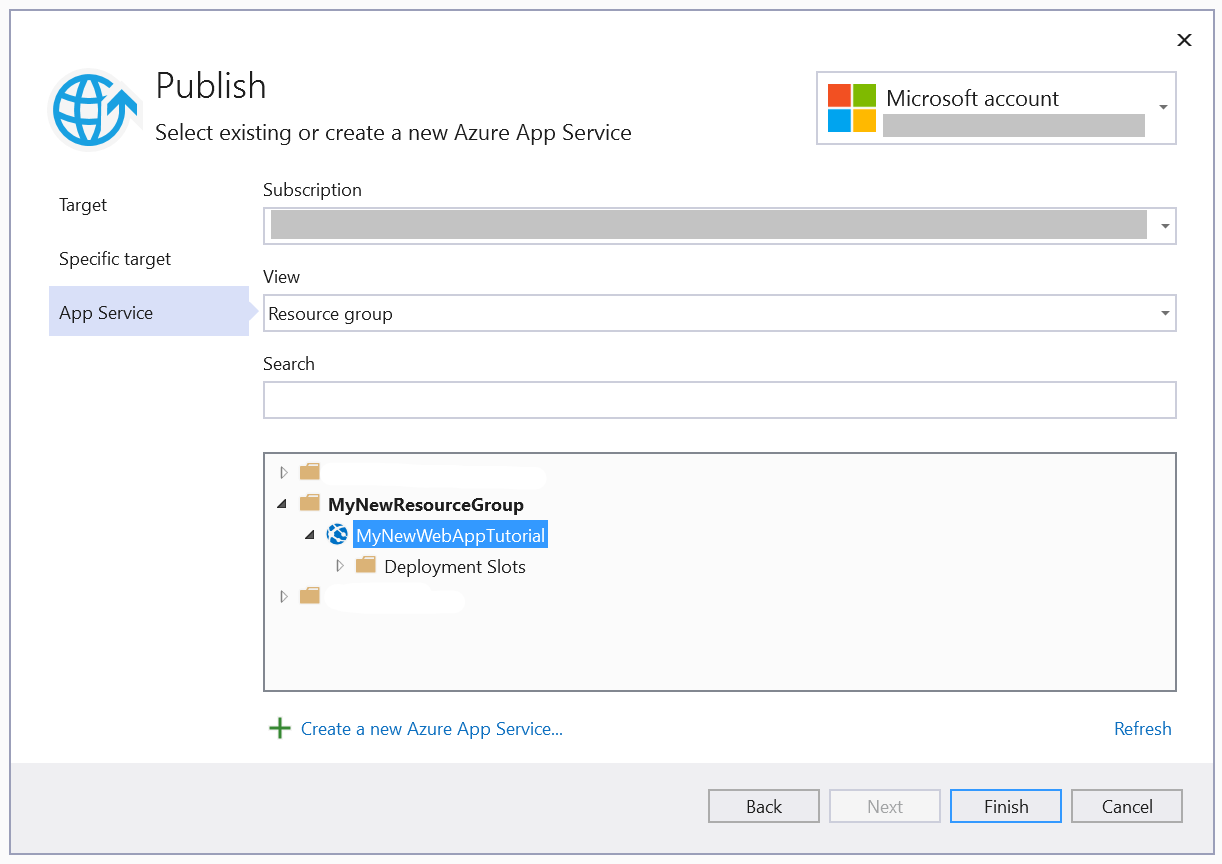 Publish
Select existing or create a new Azure App Service
Microsoft account
Target
Specific target
App Service
Subscription
View
Resource group
Search
MyNewResourceGroup
MyNewWebAppTutorial
Deployment Slots
Create a new Azure App Service...
Refresh
Back
Next
Finish
Cancel